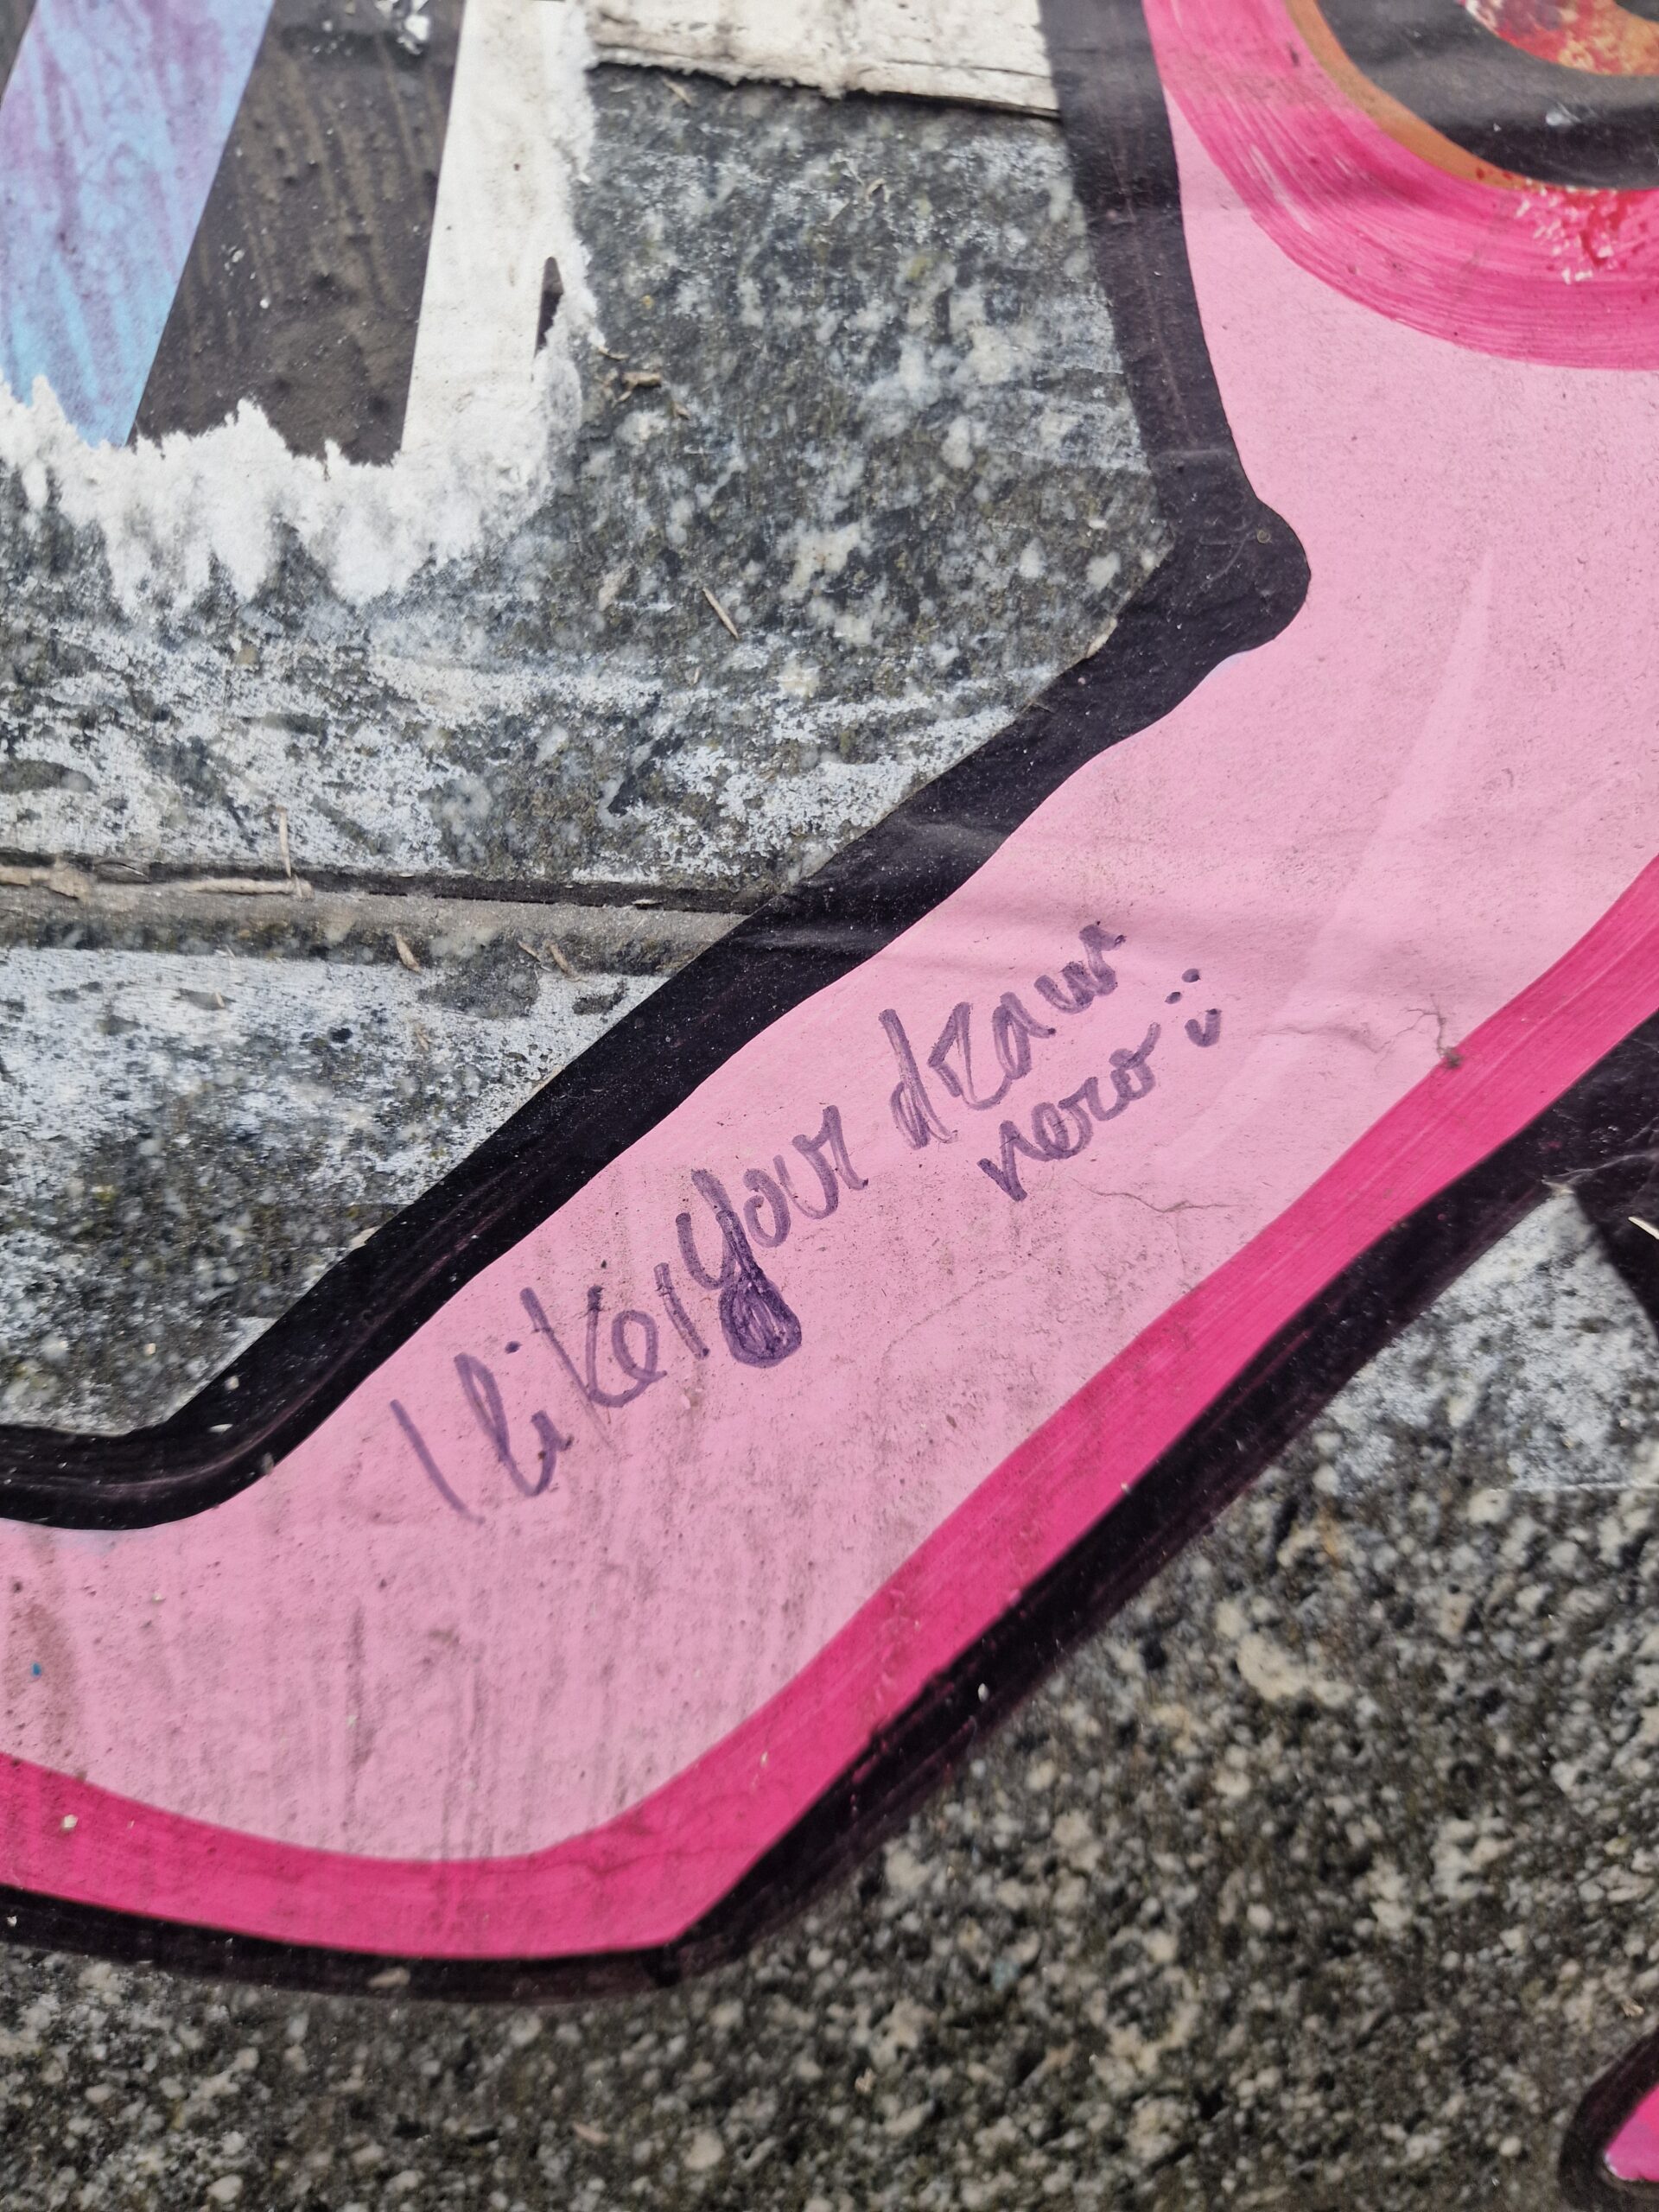 I like your draw
nero :)